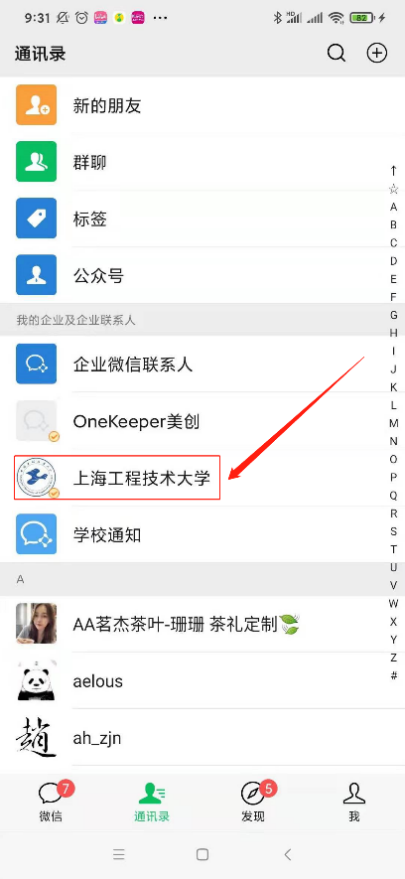 9:31
HD
82
通讯录
新的朋友
群聊
标签
公众号
我的企业及企业联系人
企业微信联系人
OneKeeper美创
上海工程技术大学
学校通知
A
AA茗杰茶叶-珊珊 茶礼定制🍃
aelous
趙
ah_zjn
↑
☆
A
B
C
D
E
F
G
H
I
J
K
L
M
N
O
P
Q
R
S
T
U
V
W
X
Y
Z
#
7
5
微信
通讯录
发现
我